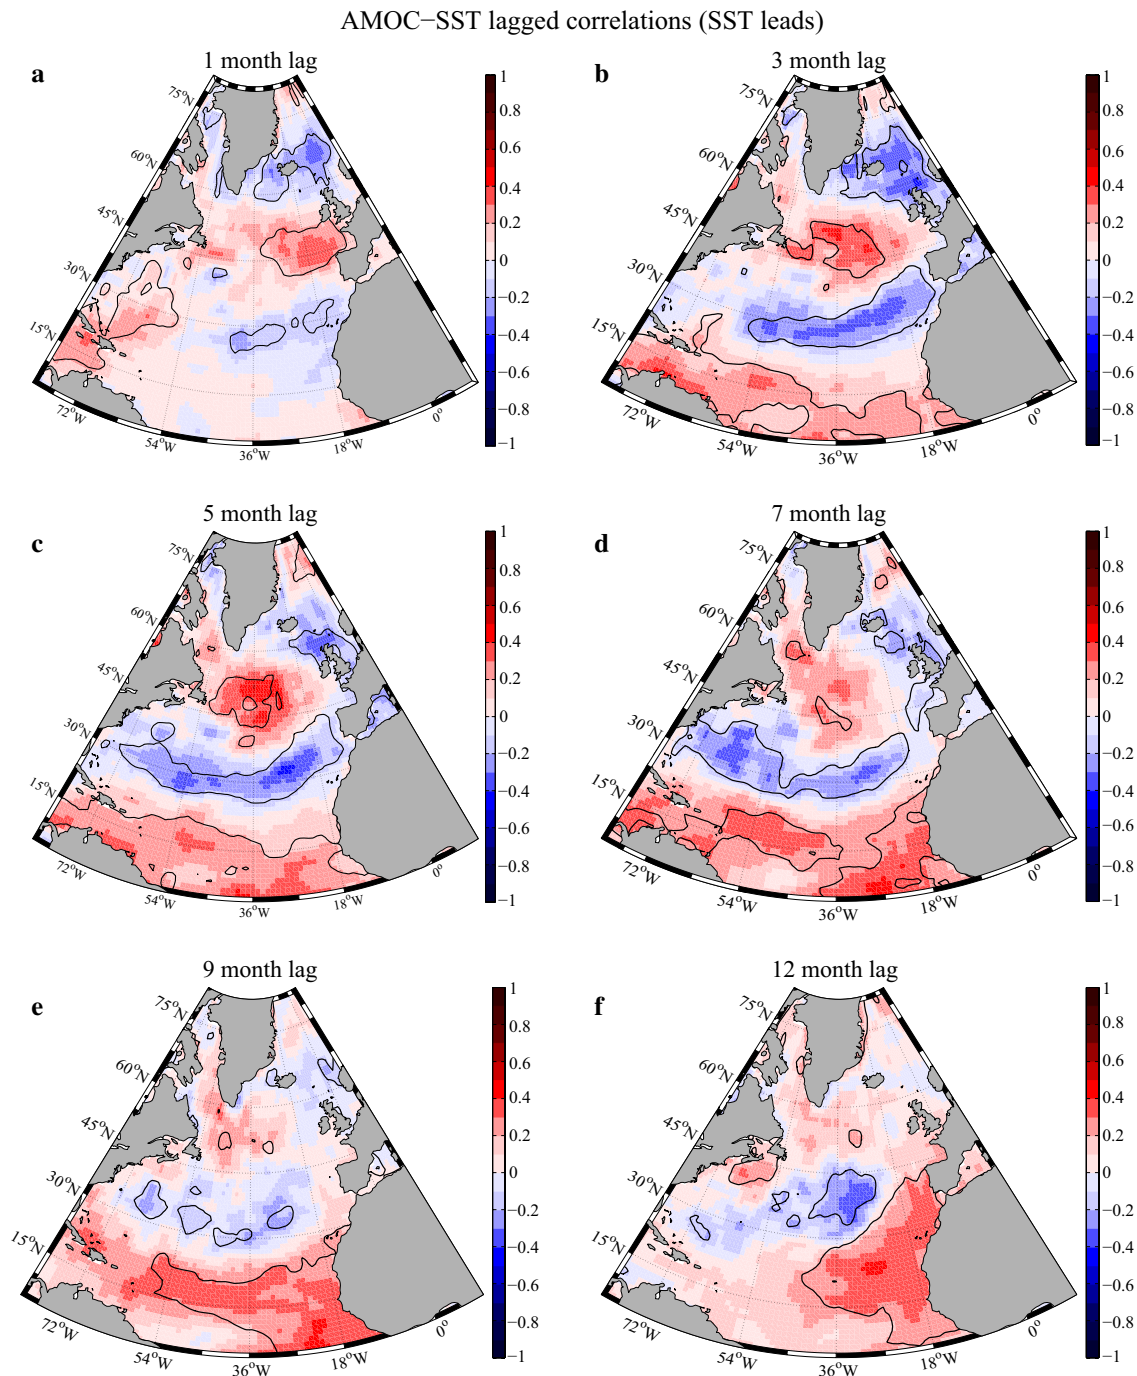 AMOC−SST lagged correlations (SST leads)
a
1 month lag
75°N
60°N
45°N
30°N
15°N
72°W
54°W
36°W
18°W
0°
1
0.8
0.6
0.4
0.2
0
−0.2
−0.4
−0.6
−0.8
−1
b
3 month lag
75°N
60°N
45°N
30°N
15°N
72°W
54°W
36°W
18°W
0°
1
0.8
0.6
0.4
0.2
0
−0.2
−0.4
−0.6
−0.8
−1
c
5 month lag
75°N
60°N
45°N
30°N
15°N
72°W
54°W
36°W
18°W
0°
1
0.8
0.6
0.4
0.2
0
−0.2
−0.4
−0.6
−0.8
−1
d
7 month lag
75°N
60°N
45°N
30°N
15°N
72°W
54°W
36°W
18°W
0°
1
0.8
0.6
0.4
0.2
0
−0.2
−0.4
−0.6
−0.8
−1
e
9 month lag
75°N
60°N
45°N
30°N
15°N
72°W
54°W
36°W
18°W
0°
1
0.8
0.6
0.4
0.2
0
−0.2
−0.4
−0.6
−0.8
−1
f
12 month lag
75°N
60°N
45°N
30°N
15°N
72°W
54°W
36°W
18°W
0°
1
0.8
0.6
0.4
0.2
0
−0.2
−0.4
−0.6
−0.8
−1